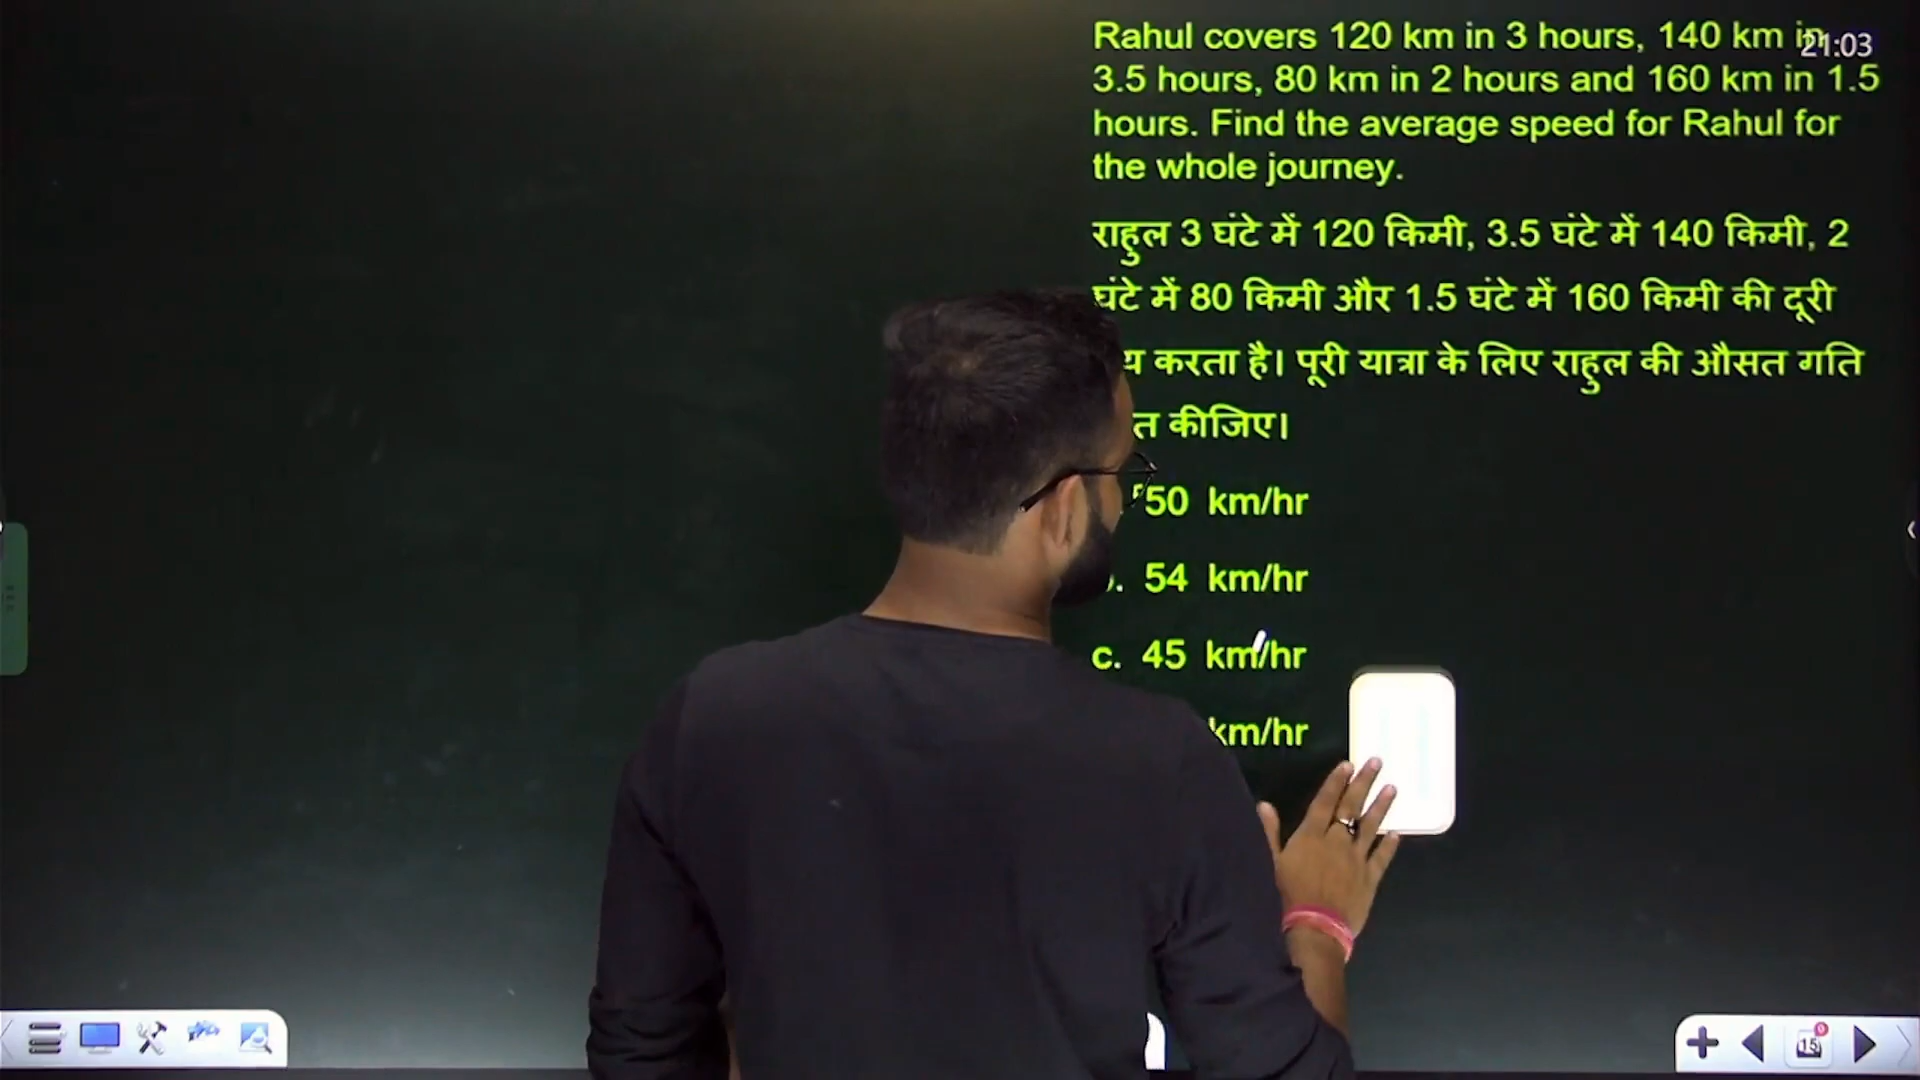 Rahul covers 120 km in 3 hours, 140 km in
21:03
3.5 hours, 80 km in 2 hours and 160 km in 1.5
hours. Find the average speed for Rahul for
the whole journey.
राहुल 3 घंटे में 120 किमी, 3.5 घंटे में 140 किमी, 2
घंटे में 80 किमी और 1.5 घंटे में 160 किमी की दूरी
करता है। पूरी यात्रा के लिए राहुल की औसत गति
कीजिए।
50 km/hr
54 km/hr
c. 45 km/hr
km/hr
15